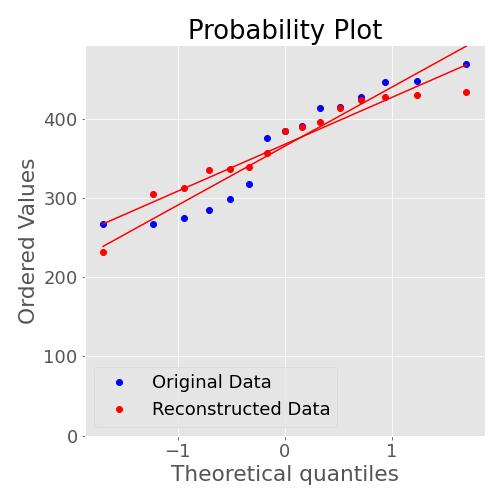 Probability Plot
Ordered Values
400
300
200
100
0
Original Data
Reconstructed Data
−1
0
1
Theoretical quantiles